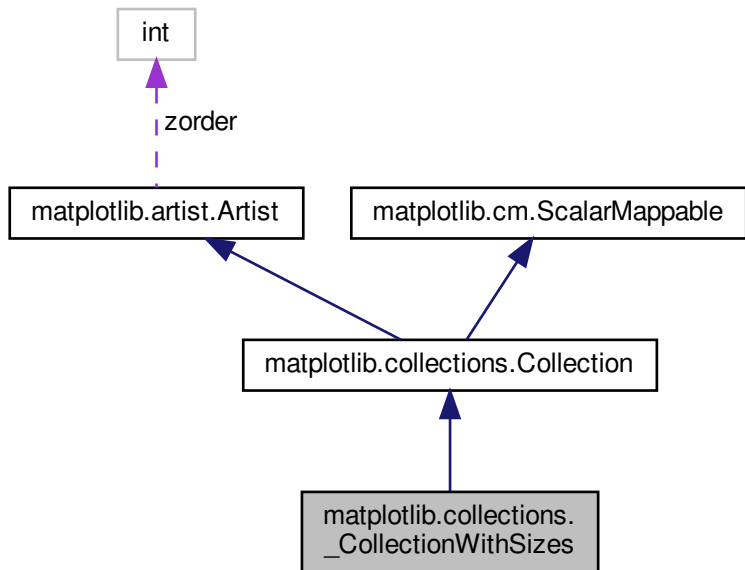 int
zorder
matplotlib.artist.Artist
matplotlib.cm.ScalarMappable
matplotlib.collections.Collection
matplotlib.collections.
_CollectionWithSizes